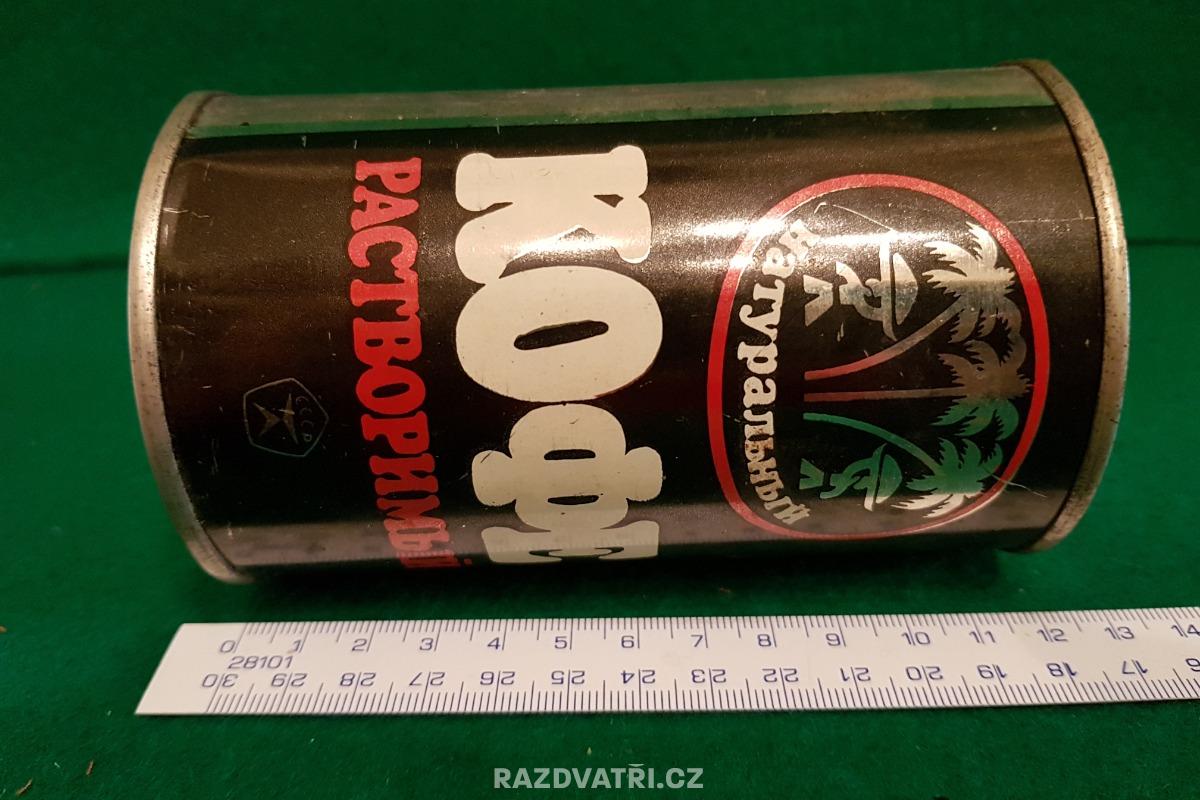 натуральный
КОФЕ
РАСТВОРИМЫЙ
СССР
0 1 2 3 4 5 6 7 8 9 10 11 12 13 14
28101
30 29 28 27 26 25 24 23 22 21 20 19 18 17
RAZDVATŘI.CZ